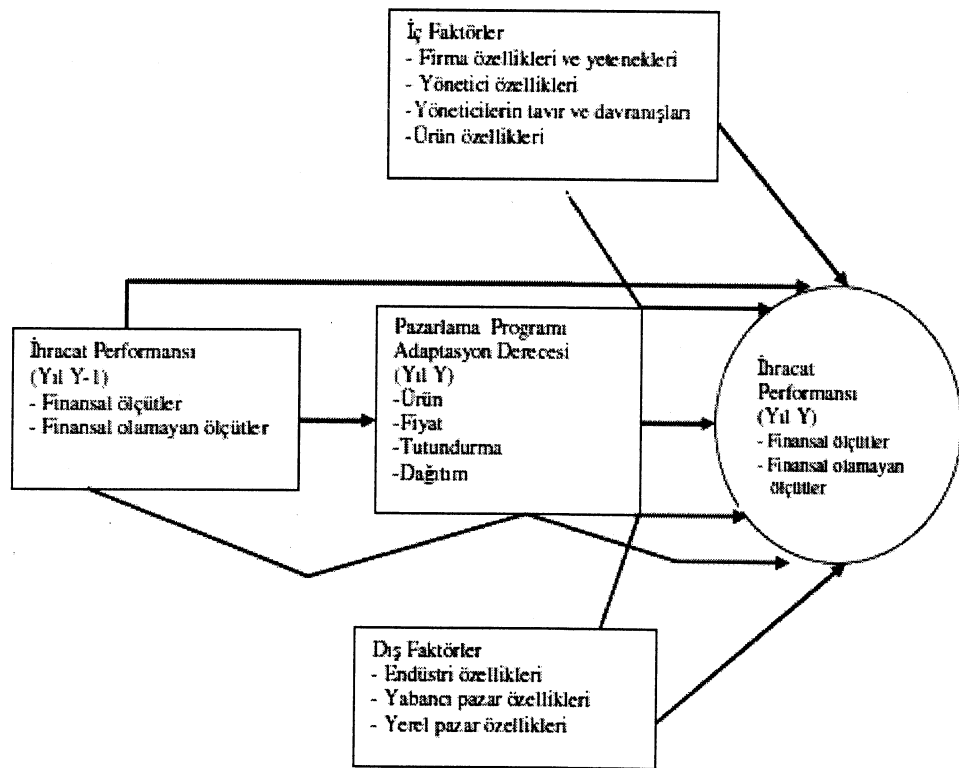 İç Faktörler
- Firma özellikleri ve yetenekleri
- Yönetici özellikleri
-Yöneticilerin tavır ve davranışları
-Ürün özellikleri
İhracat Performansı
(Yıl Y-1)
- Finansal ölçütler
- Finansal olamayan ölçütler
Pazarlama Programı
Adaptasyon Derecesi
(Yıl Y)
-Ürün
-Fiyat
-Tutundurma
-Dağıtım
İhracat
Performansı
(Yıl Y)
- Finansal ölçütler
- Finansal olamayan
ölçütler
Dış Faktörler
- Endüstri özellikleri
- Yabancı pazar özellikleri
- Yerel pazar özellikleri